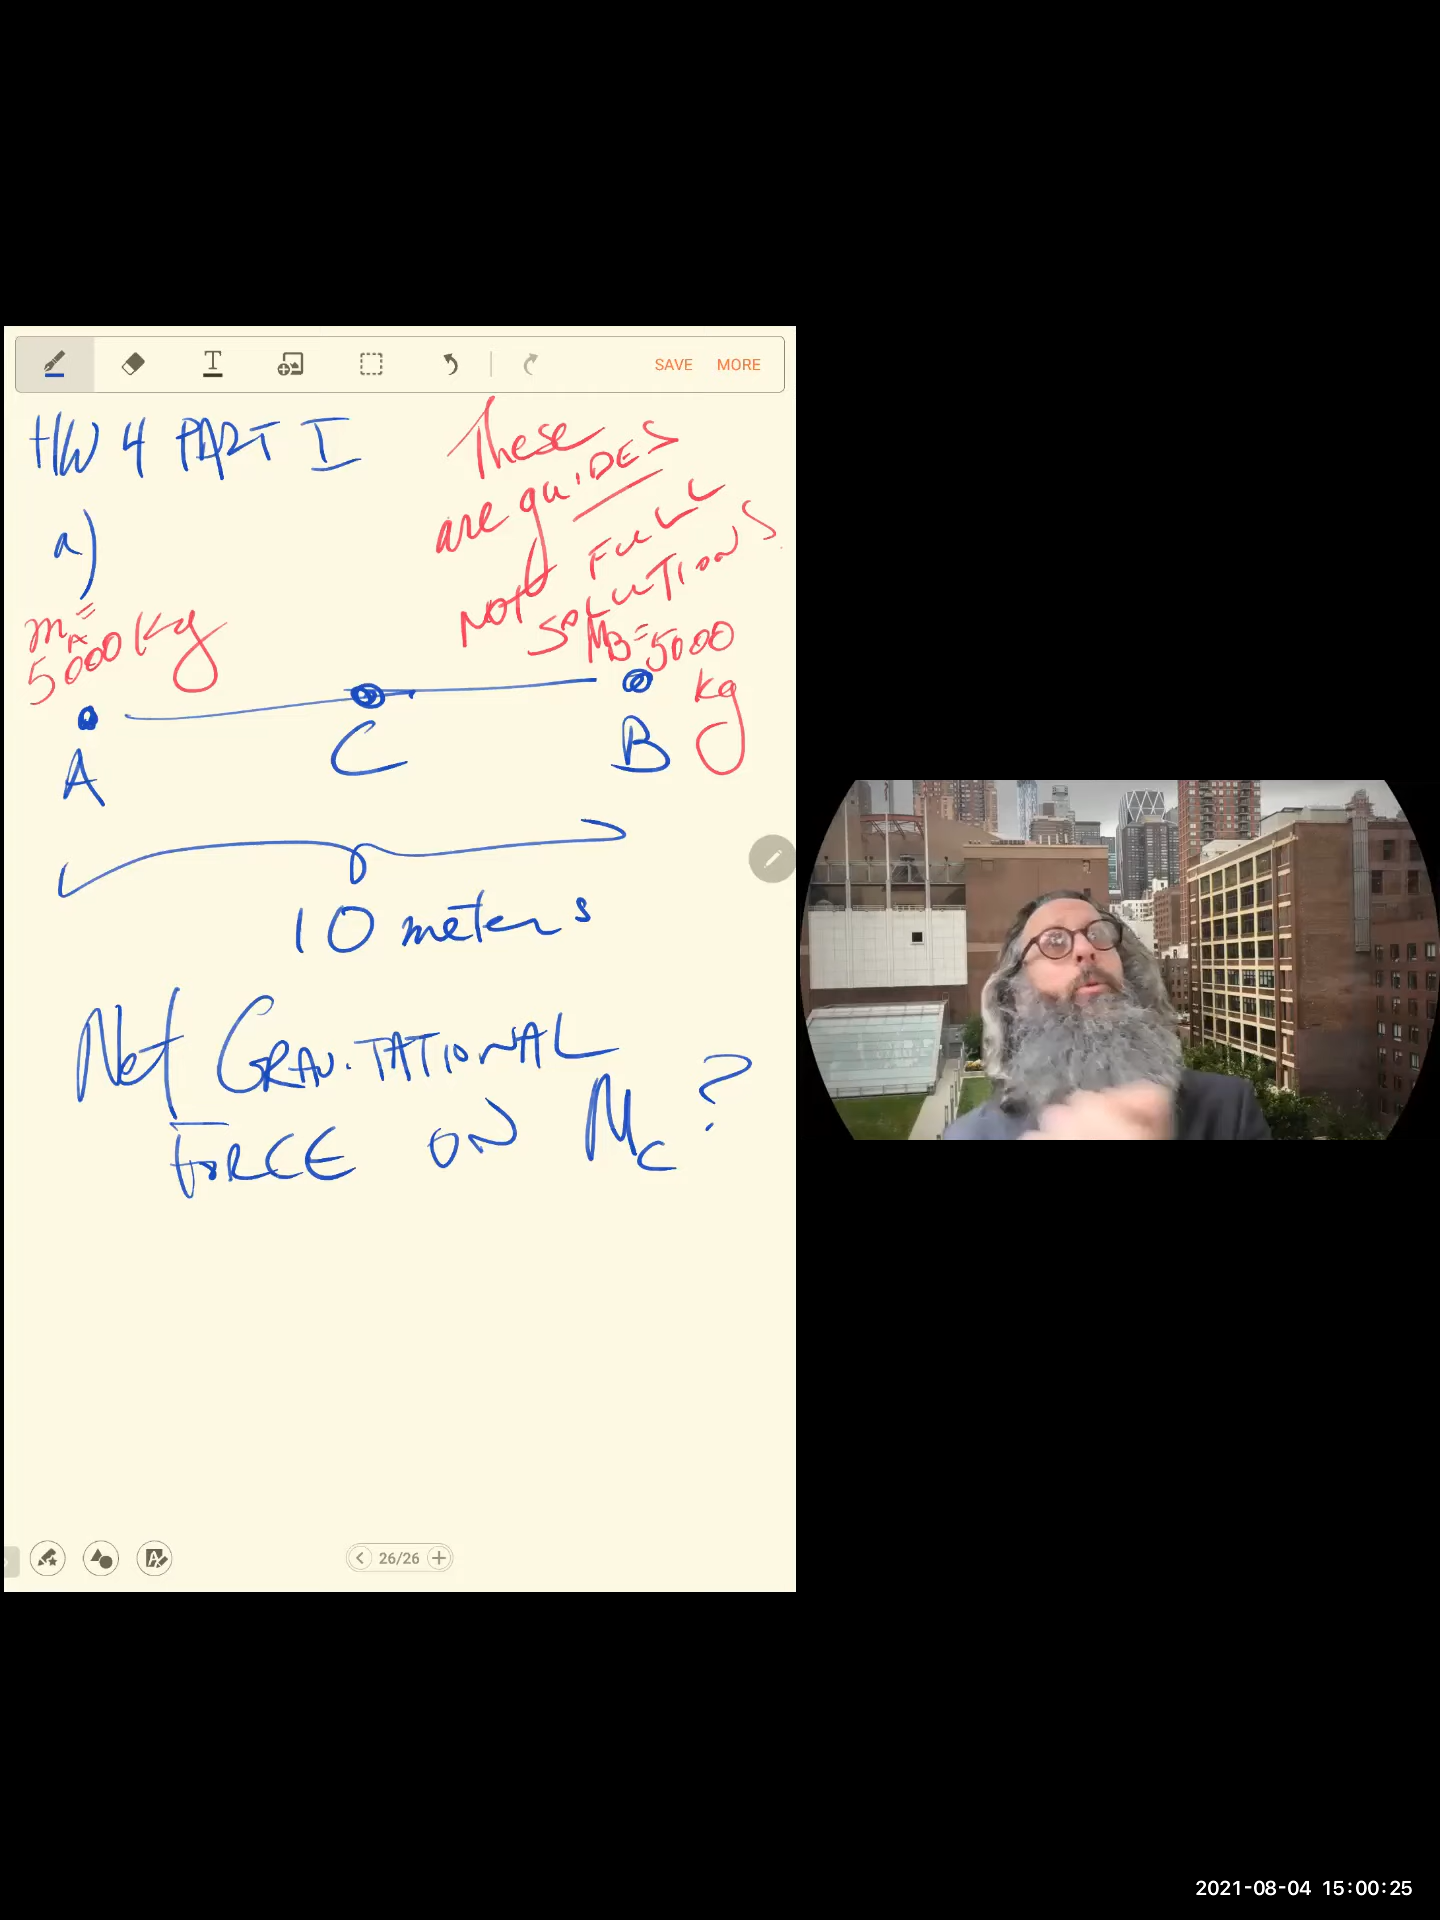 SAVE MORE
HW 4 PART I
These
are guiDES
Not FULL
SOLUTIONS
a)
mA =
5000 kg
MB = 5000
kg
A C B
10 meters
Net GRAVITATIONAL
FORCE ON MC ?
26/26
2021-08-04 15:00:25